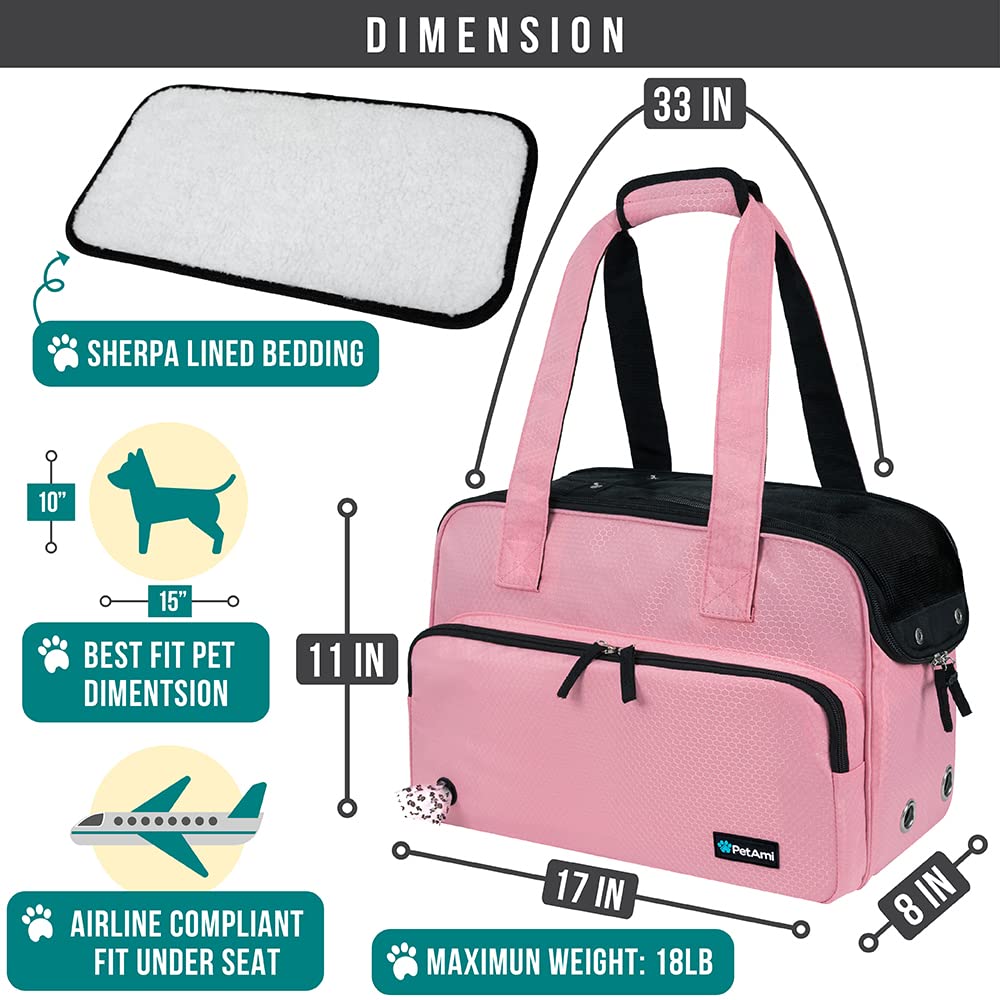 DIMENSION
33 IN
SHERPA LINED BEDDING
10”
15”
BEST FIT PET
DIMENTSION
11 IN
PetAmi
17 IN
8 IN
AIRLINE COMPLIANT
FIT UNDER SEAT
MAXIMUN WEIGHT: 18LB